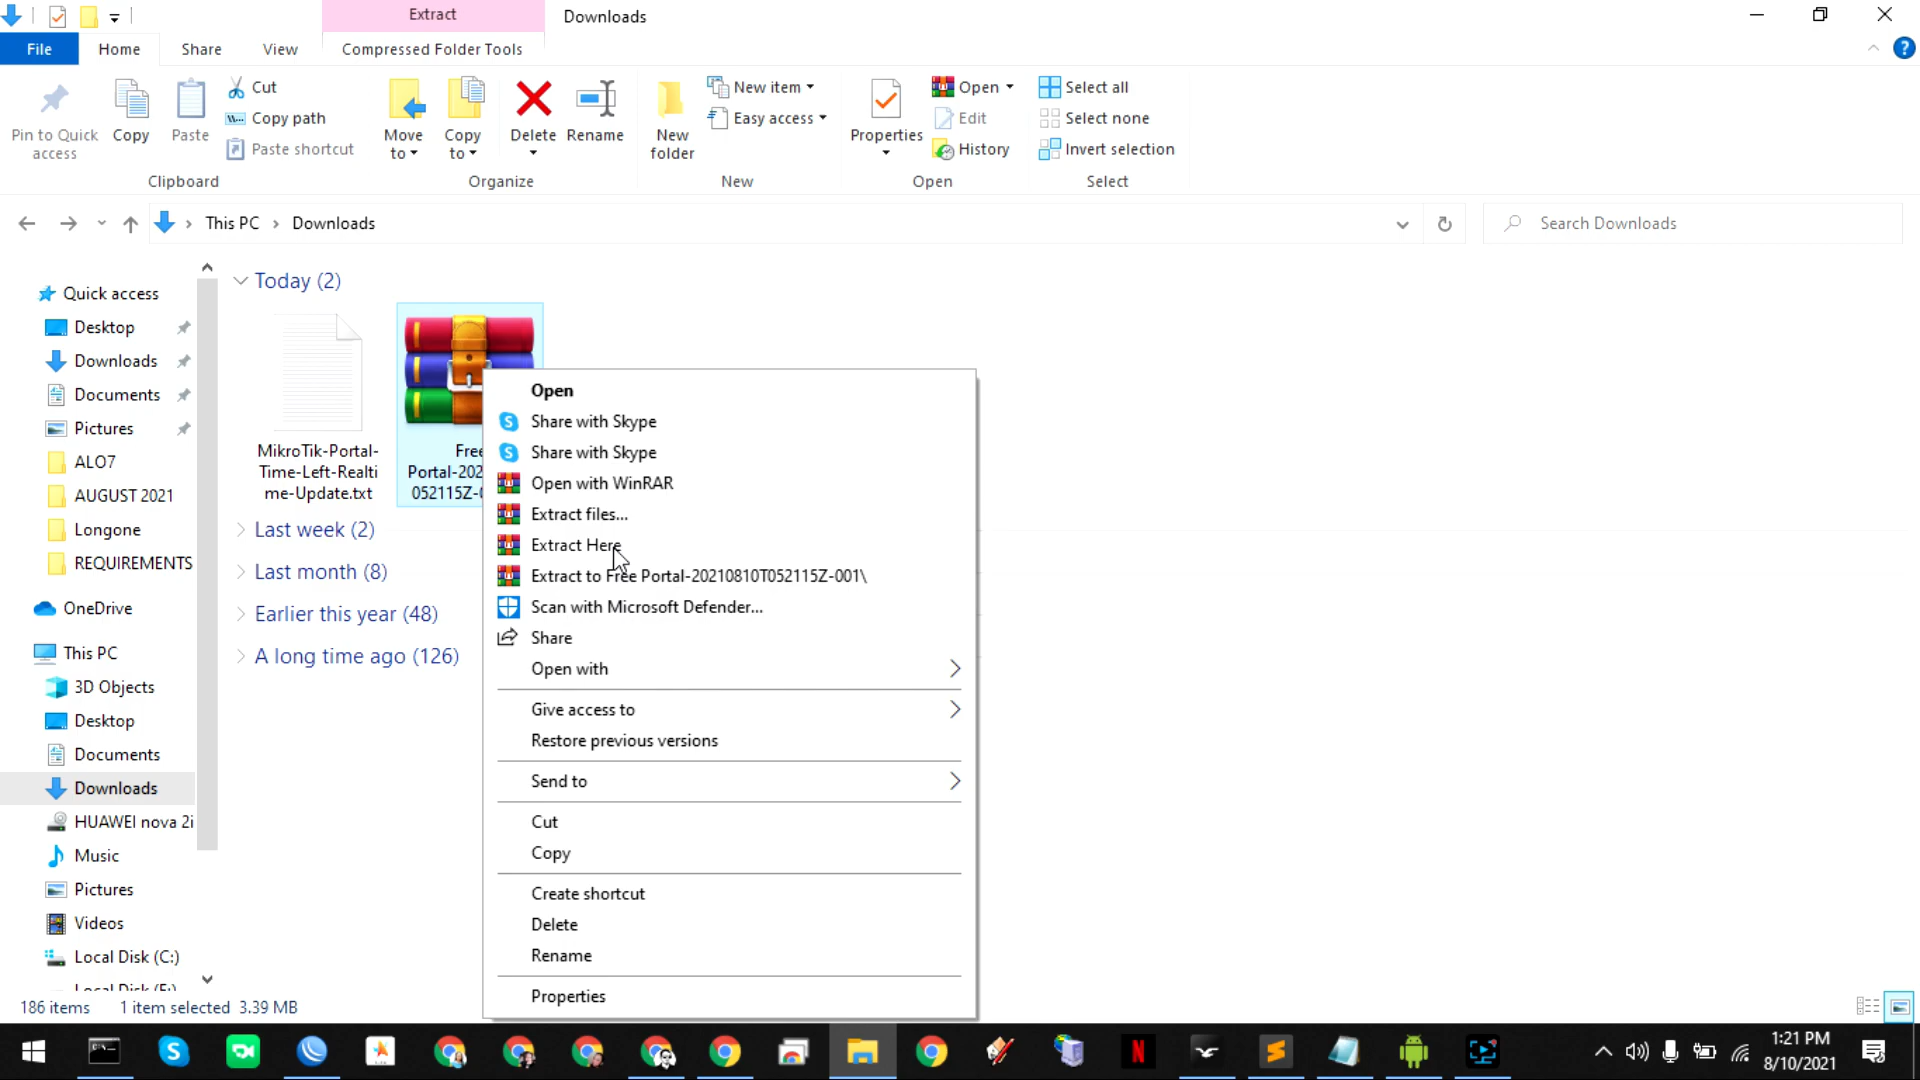 Extract
Downloads
File
Home
Share
View
Compressed Folder Tools
Pin to Quick
access
Copy
Paste
Cut
Copy path
Paste shortcut
Clipboard
Move
to
Copy
to
Delete
Rename
Organize
New
folder
New item
Easy access
New
Properties
Open
Edit
History
Open
Select all
Select none
Invert selection
Select
This PC
Downloads
Search Downloads
Quick access
Desktop
Downloads
Documents
Pictures
ALO7
AUGUST 2021
Longone
REQUIREMENTS
OneDrive
This PC
3D Objects
Desktop
Documents
Downloads
HUAWEI nova 2i
Music
Pictures
Videos
Local Disk (C:)
Today (2)
MikroTik-Portal-
Time-Left-Realti
me-Update.txt
Free
Portal-202
052115Z-0
Last week (2)
Last month (8)
Earlier this year (48)
A long time ago (126)
Open
Share with Skype
Share with Skype
Open with WinRAR
Extract files...
Extract Here
Extract to Free Portal-20210810T052115Z-001\
Scan with Microsoft Defender...
Share
Open with
Give access to
Restore previous versions
Send to
Cut
Copy
Create shortcut
Delete
Rename
Properties
186 items
1 item selected 3.39 MB
1:21 PM
8/10/2021